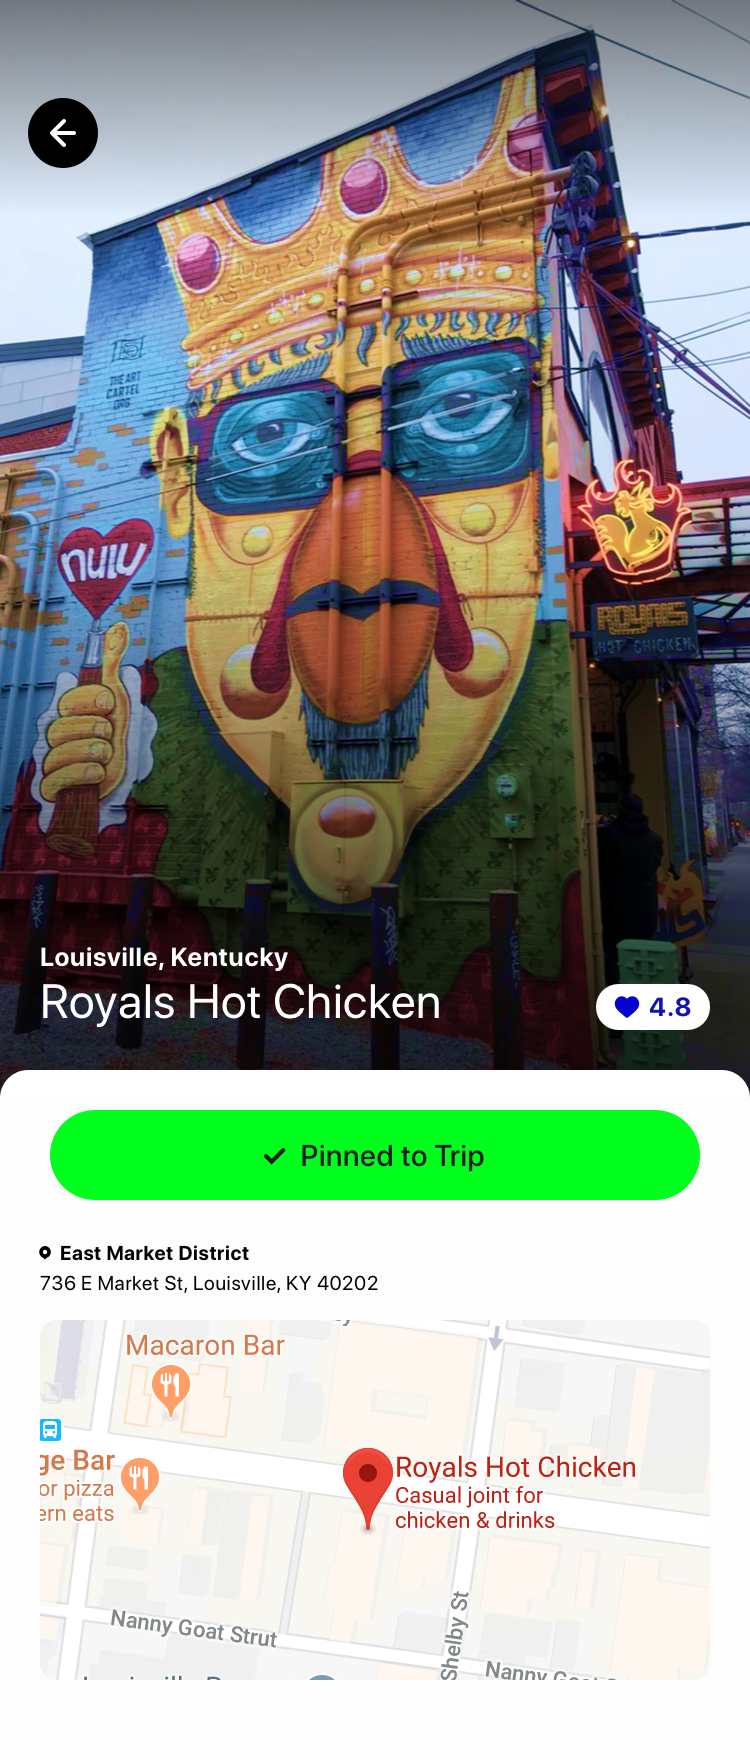 THE ART
CARTEL
.ORG
nulu
ROYALS
HOT CHICKEN
Louisville, Kentucky
Royals Hot Chicken
4.8
Pinned to Trip
East Market District
736 E Market St, Louisville, KY 40202
Macaron Bar
ge Bar
or pizza
ern eats
Royals Hot Chicken
Casual joint for
chicken & drinks
Nanny Goat Strut
Shelby St
Nanny Goat S